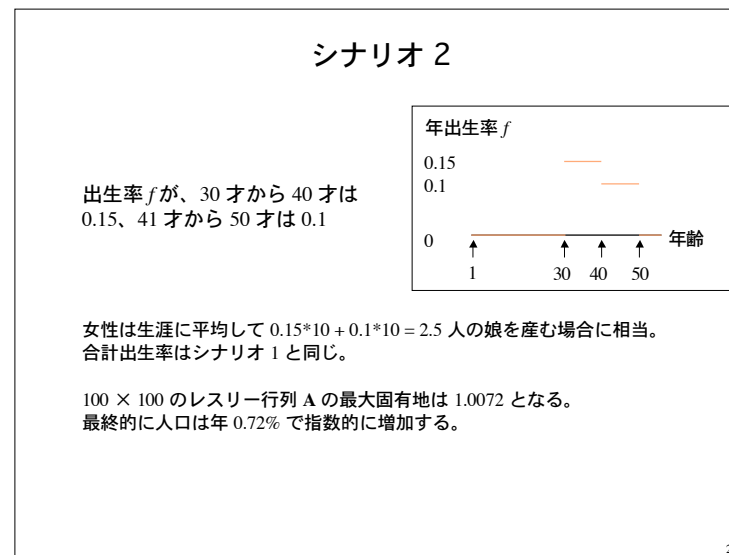 シナリオ 2
年出生率 f
0.15
0.1
0
年齢
1
30
40
50
出生率 f が、30 才から 40 才は
0.15、41 才から 50 才は 0.1
女性は生涯に平均して 0.15*10 + 0.1*10 = 2.5 人の娘を産む場合に相当。
合計出生率はシナリオ 1 と同じ。
100 × 100 のレスリー行列 A の最大固有地は 1.0072 となる。
最終的に人口は年 0.72% で指数的に増加する。